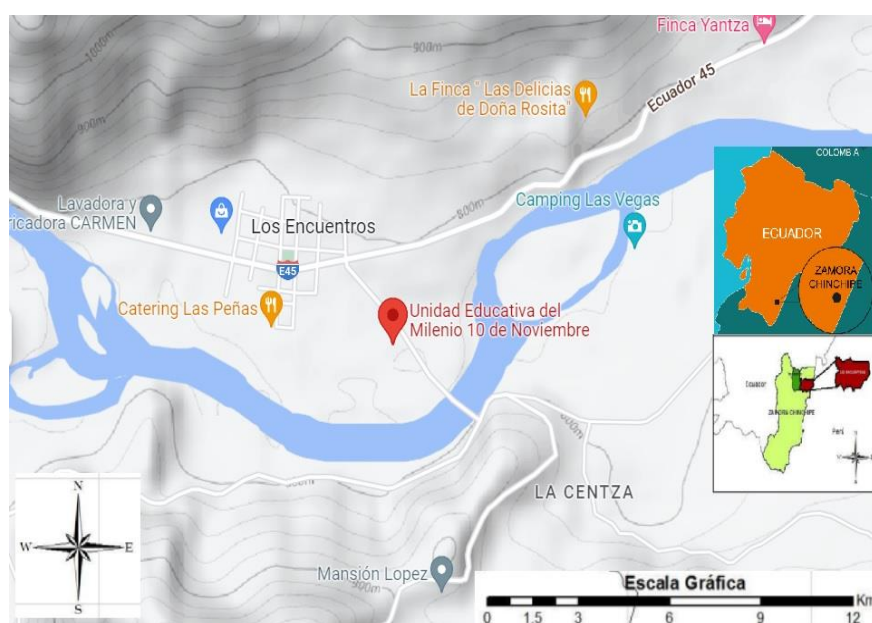 1000m
900m
Finca Yantza
Ecuador 45
La Finca " Las Delicias
de Doña Rosita"
900m
Lavadora y
ricadora CARMEN
800m
Camping Las Vegas
Los Encuentros
E45
Catering Las Peñas
Unidad Educativa del
Milenio 10 de Noviembre
800m
LA CENTZA
Mansión Lopez
900m
COLOMBIA
ECUADOR
ZAMORA
CHINCHIPE
Ecuador
ZAMORA CHINCHIPE
Perú
N
W
E
S
Escala Gráfica
Km
0 1.5 3 6 9 12